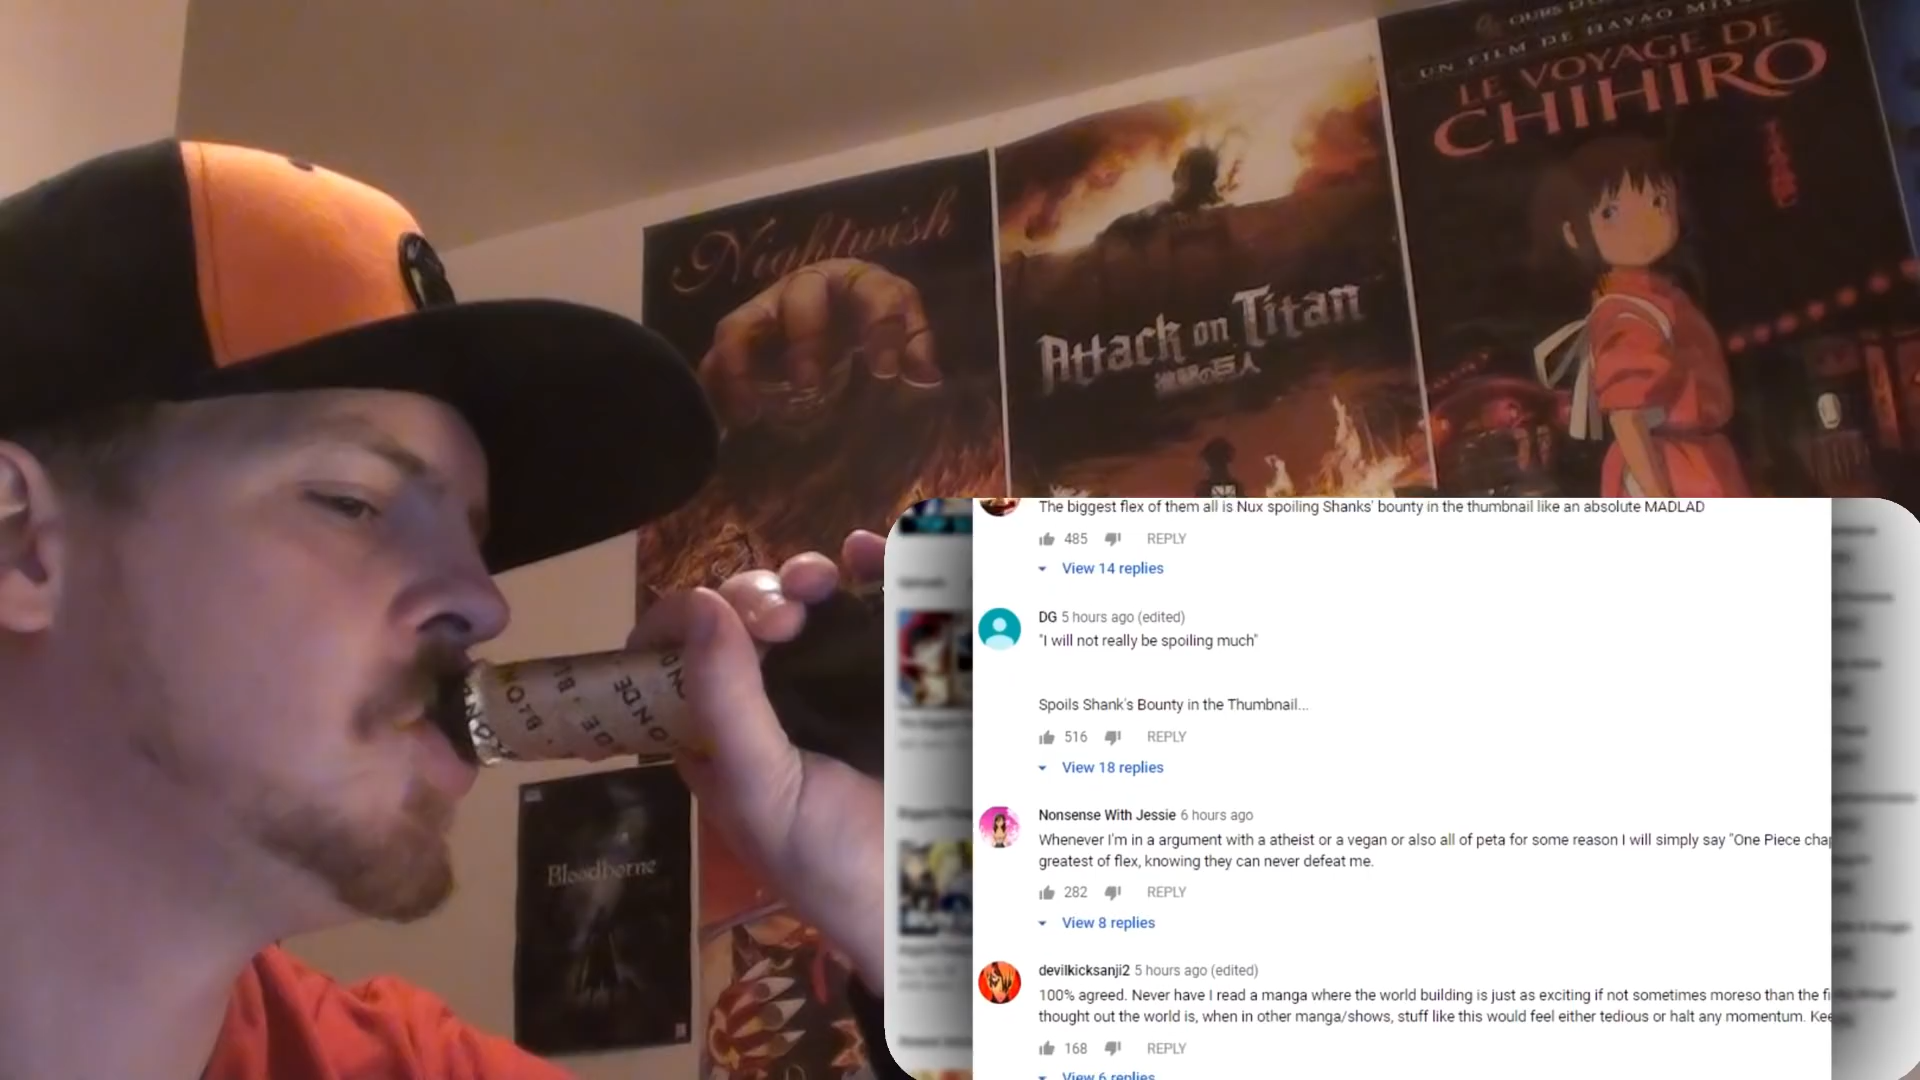 UN FILM DE HAYAO
LE VOYAGE DE
CHIHIRO
Nightwish
Attack on Titan
進撃の巨人
Bloodborne
The biggest flex of them all is Nux spoiling Shanks' bounty in the thumbnail like an absolute MADLAD
485 REPLY
View 14 replies
DG 5 hours ago (edited)
"I will not really be spoiling much"
Spoils Shank's Bounty in the Thumbnail...
516 REPLY
View 18 replies
Nonsense With Jessie 6 hours ago
Whenever I'm in a argument with a atheist or a vegan or also all of peta for some reason I will simply say "One Piece
greatest of flex, knowing they can never defeat me.
282 REPLY
View 8 replies
devilkicksanji2 5 hours ago (edited)
100% agreed. Never have I read a manga where the world building is just as exciting if not sometimes moreso than the
thought out the world is, when in other manga/shows, stuff like this would feel either tedious or halt any momentum.
168 REPLY
View 6 replies